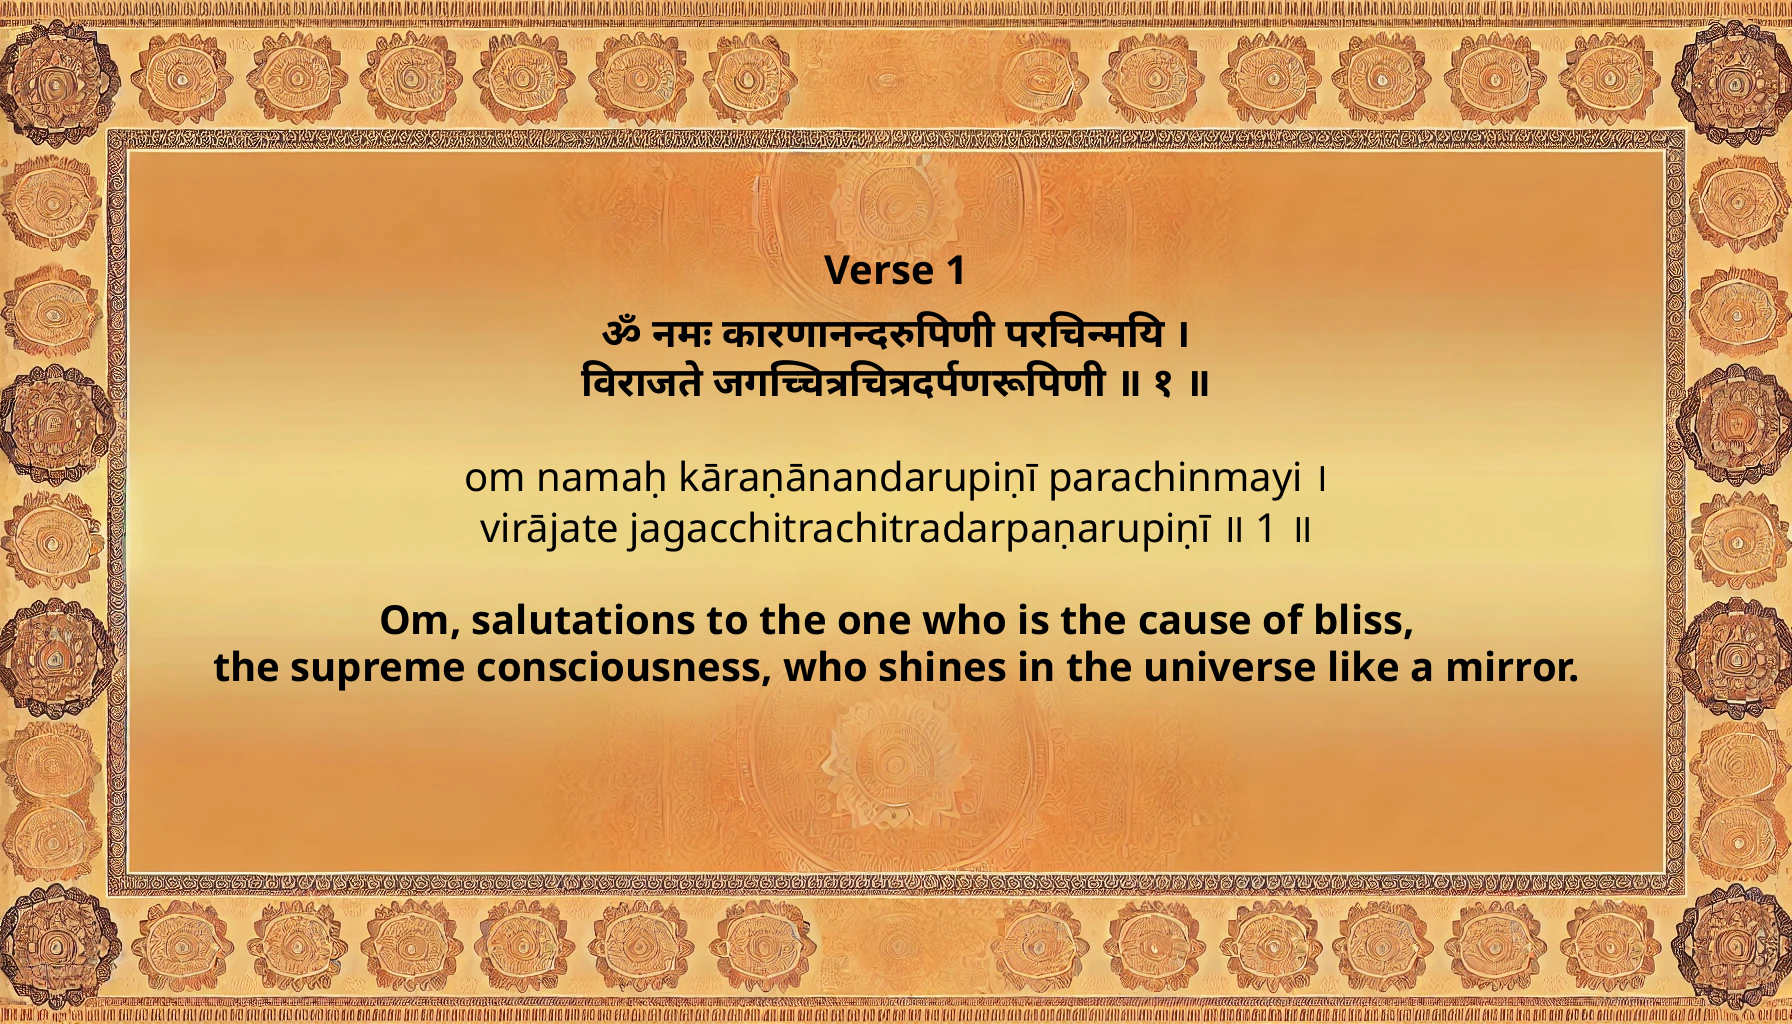 Verse 1
ॐ नमः कारणानन्दरुपिणी परचिन्मयि ।
विराजते जगच्चित्रचित्रदर्पणरूपिणी ॥ १ ॥
om namaḥ kāraṇānandarupiṇī parachinmayi ।
virājate jagacchitrachitradarpaṇarupiṇī ॥ 1 ॥
Om, salutations to the one who is the cause of bliss,
the supreme consciousness, who shines in the universe like a mirror.